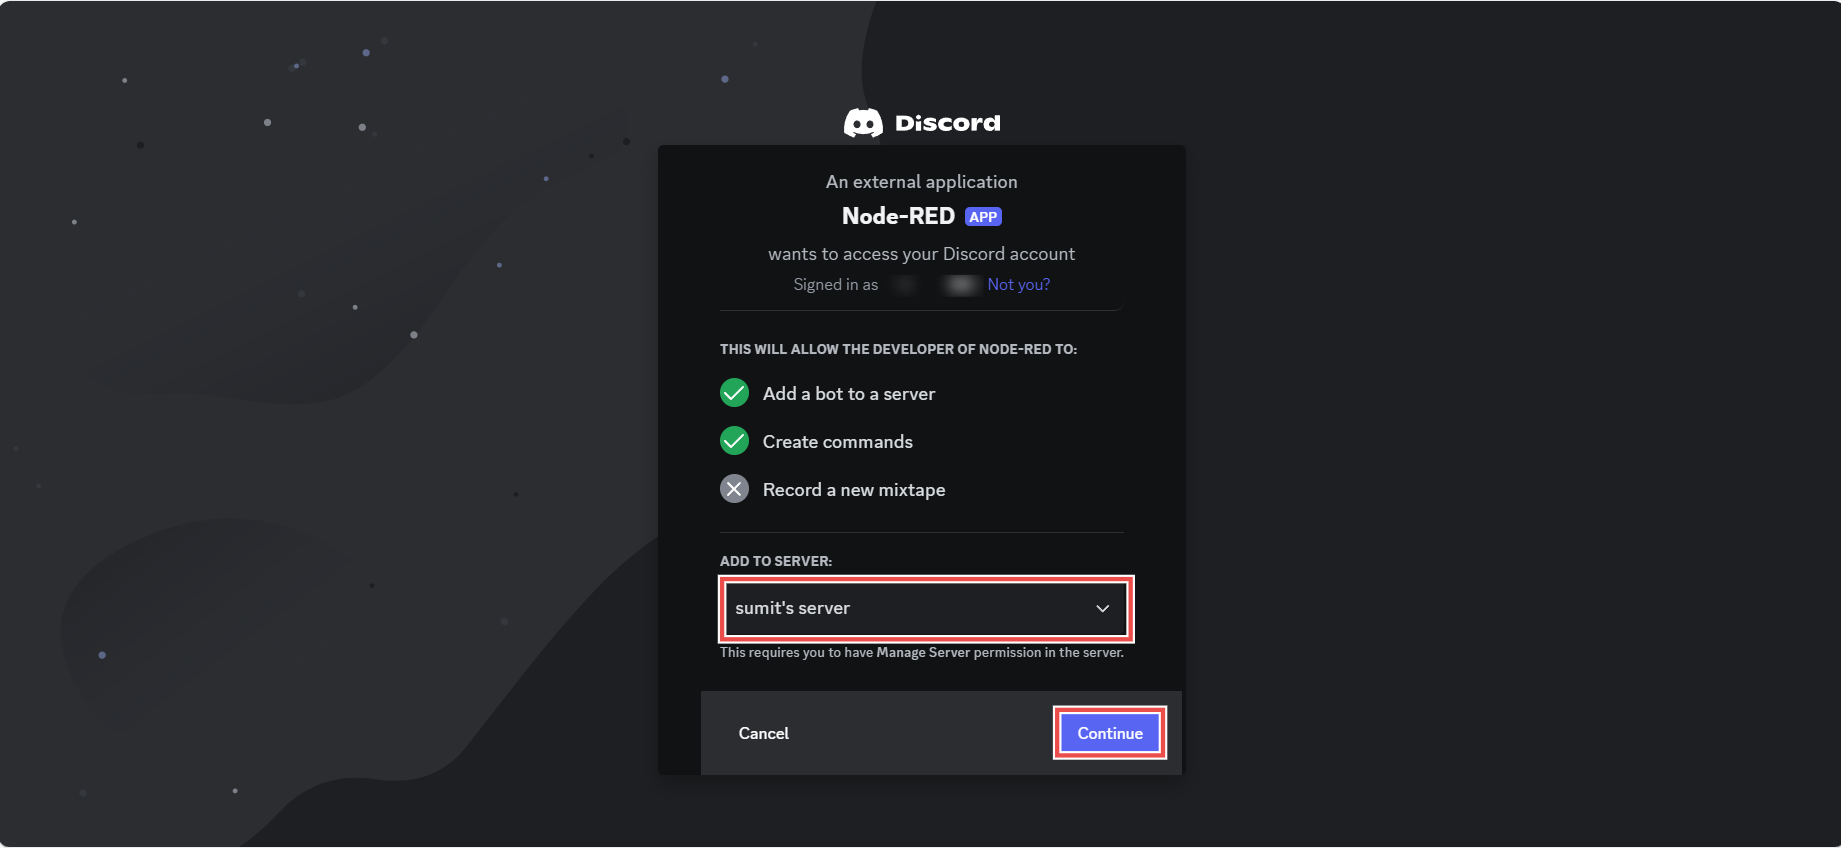 Discord
An external application
Node-RED APP
wants to access your Discord account
Signed in as Not you?
THIS WILL ALLOW THE DEVELOPER OF NODE-RED TO:
Add a bot to a server
Create commands
Record a new mixtape
ADD TO SERVER:
sumit's server
This requires you to have Manage Server permission in the server.
Cancel Continue